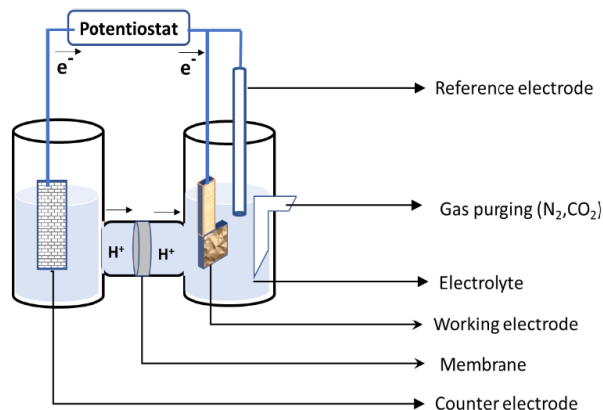 Potentiostat
e-
e-
Reference electrode
Gas purging (N₂,CO₂)
H⁺
H⁺
Electrolyte
Working electrode
Membrane
Counter electrode